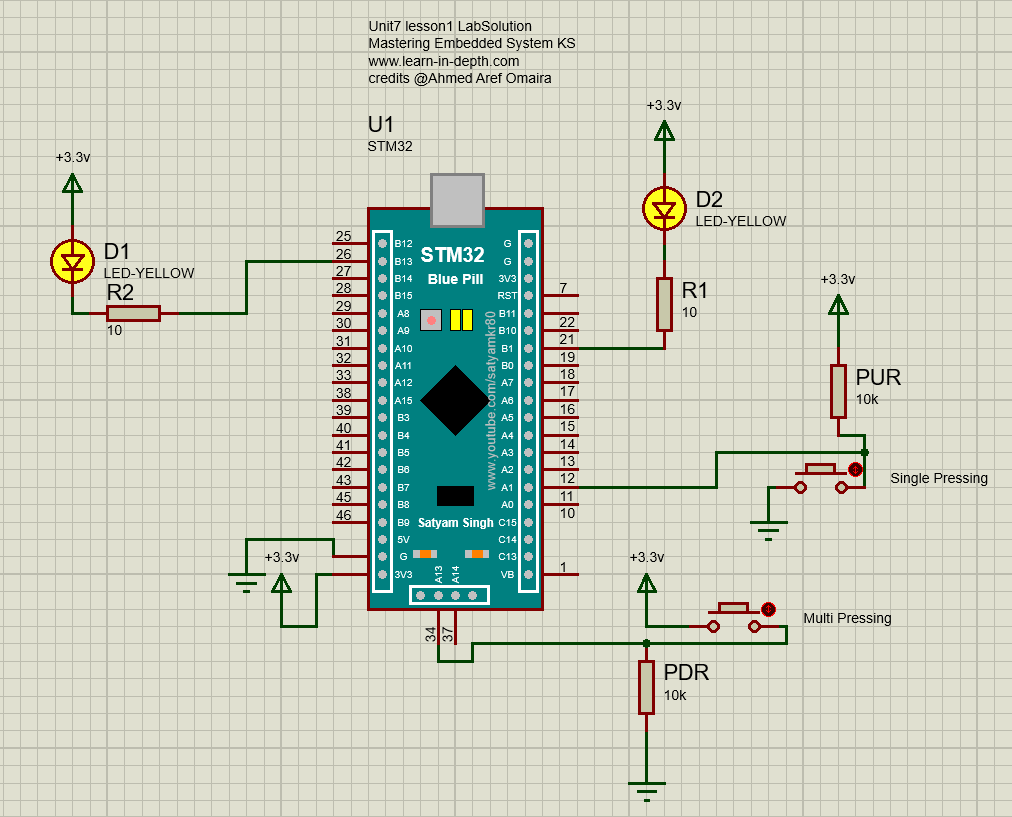 Unit7 lesson1 LabSolution
Mastering Embedded System KS
www.learn-in-depth.com
credits @Ahmed Aref Omaira
U1
STM32
+3.3v
D1
LED-YELLOW
R2
10
+3.3v
D2
LED-YELLOW
R1
10
+3.3v
PUR
10k
Single Pressing
STM32
Blue Pill
www.youtube.com/satyamkr80
Satyam Singh
25 B12
26 B13
27 B14
28 B15
29 A8
30 A9
31 A10
32 A11
33 A12
38 A15
39 B3
40 B4
41 B5
42 B6
43 B7
45 B8
46 B9
5V
G
3V3
G
G
3V3
RST 7
B11
B10 22
B1 21
B0 19
A7 18
A6 17
A5 16
A4 15
A3 14
A2 13
A1 12
A0 11
C15 10
C14
C13
VB 1
A13
A14
34
37
+3.3v
+3.3v
Multi Pressing
PDR
10k